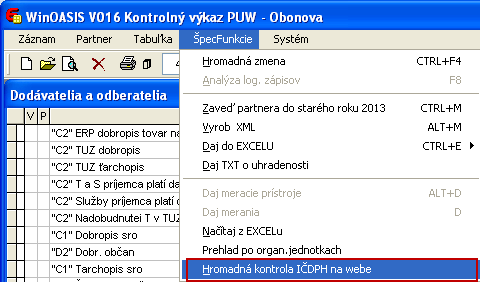 WinOASIS V016 Kontrolný výkaz PUW - Obonova
Záznam Partner Tabuľka ŠpecFunkcie Systém
Hromadná zmena CTRL+F4
Analýza log. zápisov F8
Zaveď partnera do starého roku 2013 CTRL+M
Vyrob XML ALT+M
Daj do EXCELu CTRL+E
Daj TXT o uhradenosti
Daj meracie prístroje ALT+D
Daj merania D
Načítaj z EXCELu
Prehlad po organ.jednotkach
Hromadná kontrola IČDPH na webe
Dodávatelia a odberatelia
V P
"C2" ERP dobropis tovar na
"C2" TUZ dobropis
"C2" TUZ ťarchopis
"C2" T a S príjemca platí da
"C2" Služby príjemca platí d
"C2" Nadobudnutei T v TUZ
"C1" Dobropis sro
"D2" Dobr. občan
"C1" Tarchopis sro